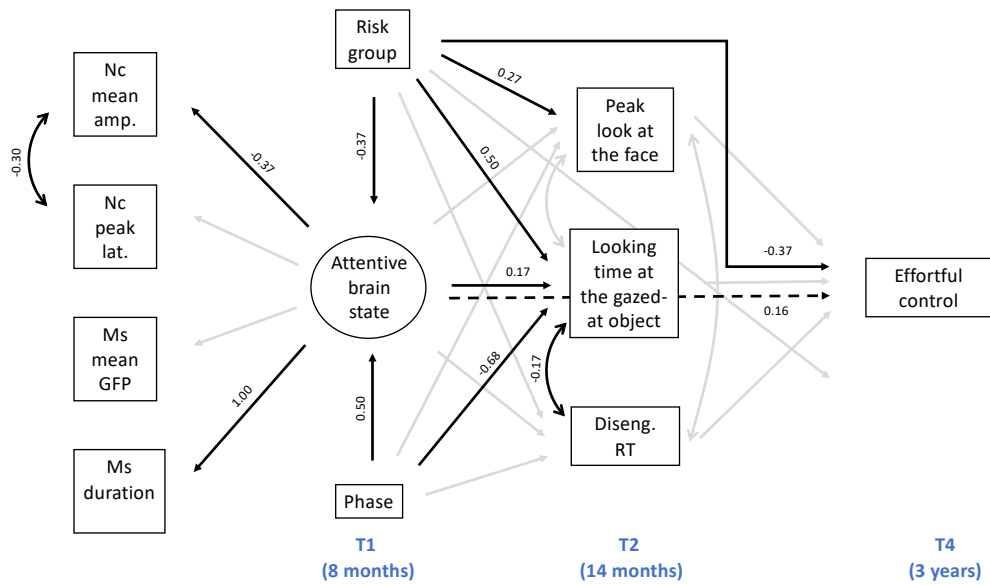 Risk
group
Nc
mean
amp.
-0.30
Nc
peak
lat.
Ms
mean
GFP
Ms
duration
-0.37
1.00
-0.37
Attentive
brain
state
0.50
Phase
0.27
0.50
0.17
-0.68
-0.17
Peak
look at
the face
Looking
time at
the gazed-
at object
Diseng.
RT
-0.37
0.16
Effortful
control
T1
(8 months)
T2
(14 months)
T4
(3 years)